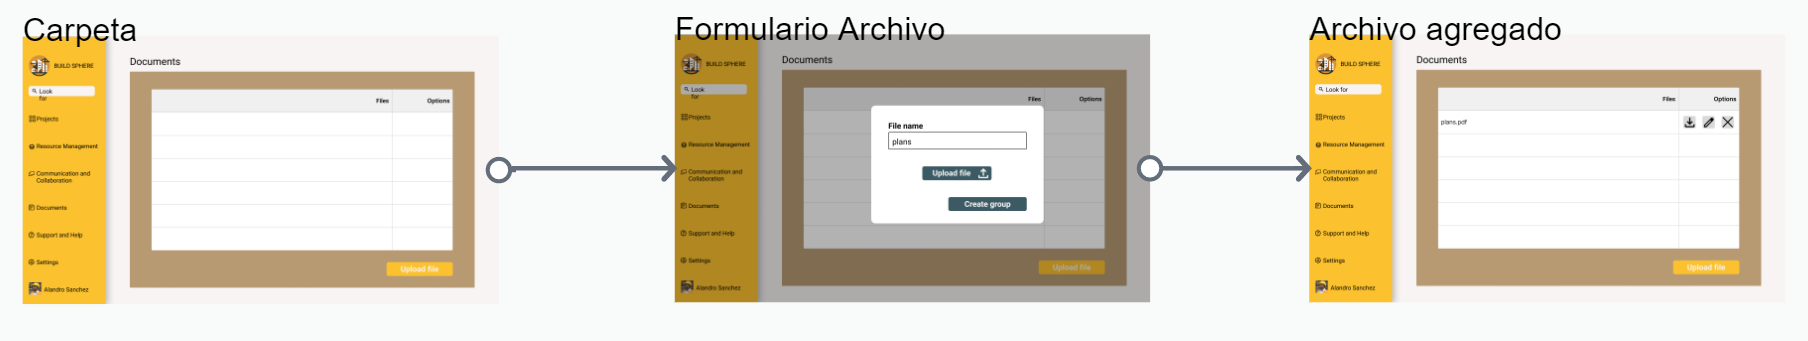 Carpeta
BUILD SPHERE
Look
for
Projects
Resource Management
Communication and
Collaboration
Documents
Support and Help
Settings
Alandro Sanchez
Documents
Files Options
Upload file
Formulario Archivo
BUILD SPHERE
Look
for
Projects
Resource Management
Communication and
Collaboration
Documents
Support and Help
Settings
Alandro Sanchez
Documents
Files Options
File name
plans
Upload file
Create group
Upload file
Archivo agregado
BUILD SPHERE
Look for
Projects
Resource Management
Communication and
Collaboration
Documents
Support and Help
Settings
Alandro Sanchez
Documents
Files Options
plans.pdf
Upload file